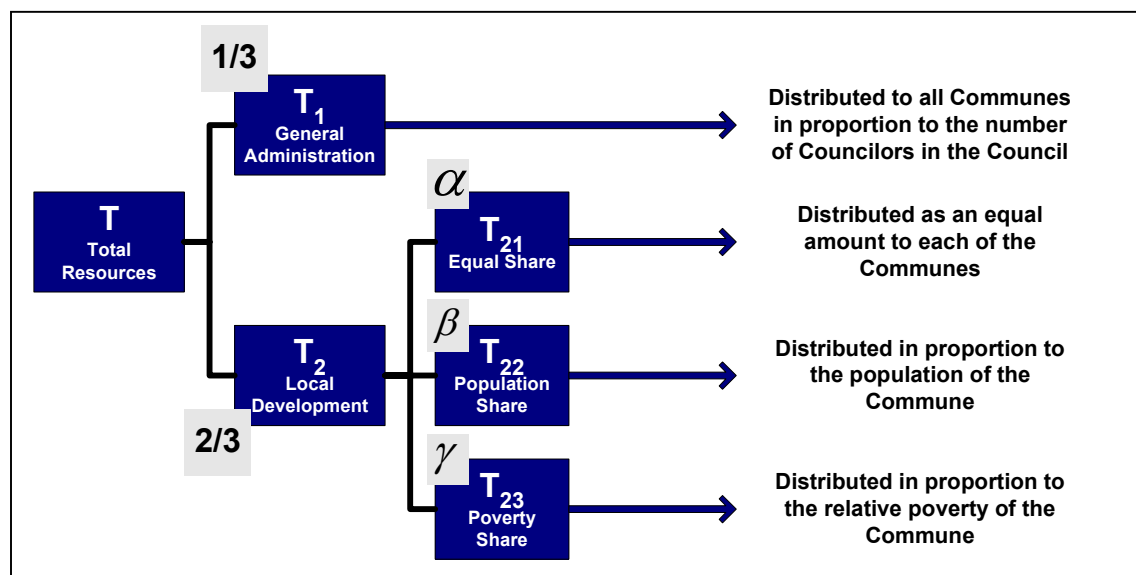 1/3
T1
General
Administration
Distributed to all Communes
in proportion to the number
of Councilors in the Council
α
T
Total
Resources
T21
Equal Share
Distributed as an equal
amount to each of the
Communes
β
T2
Local
Development
2/3
T22
Population
Share
Distributed in proportion to
the population of the
Commune
γ
T23
Poverty
Share
Distributed in proportion to
the relative poverty of the
Commune